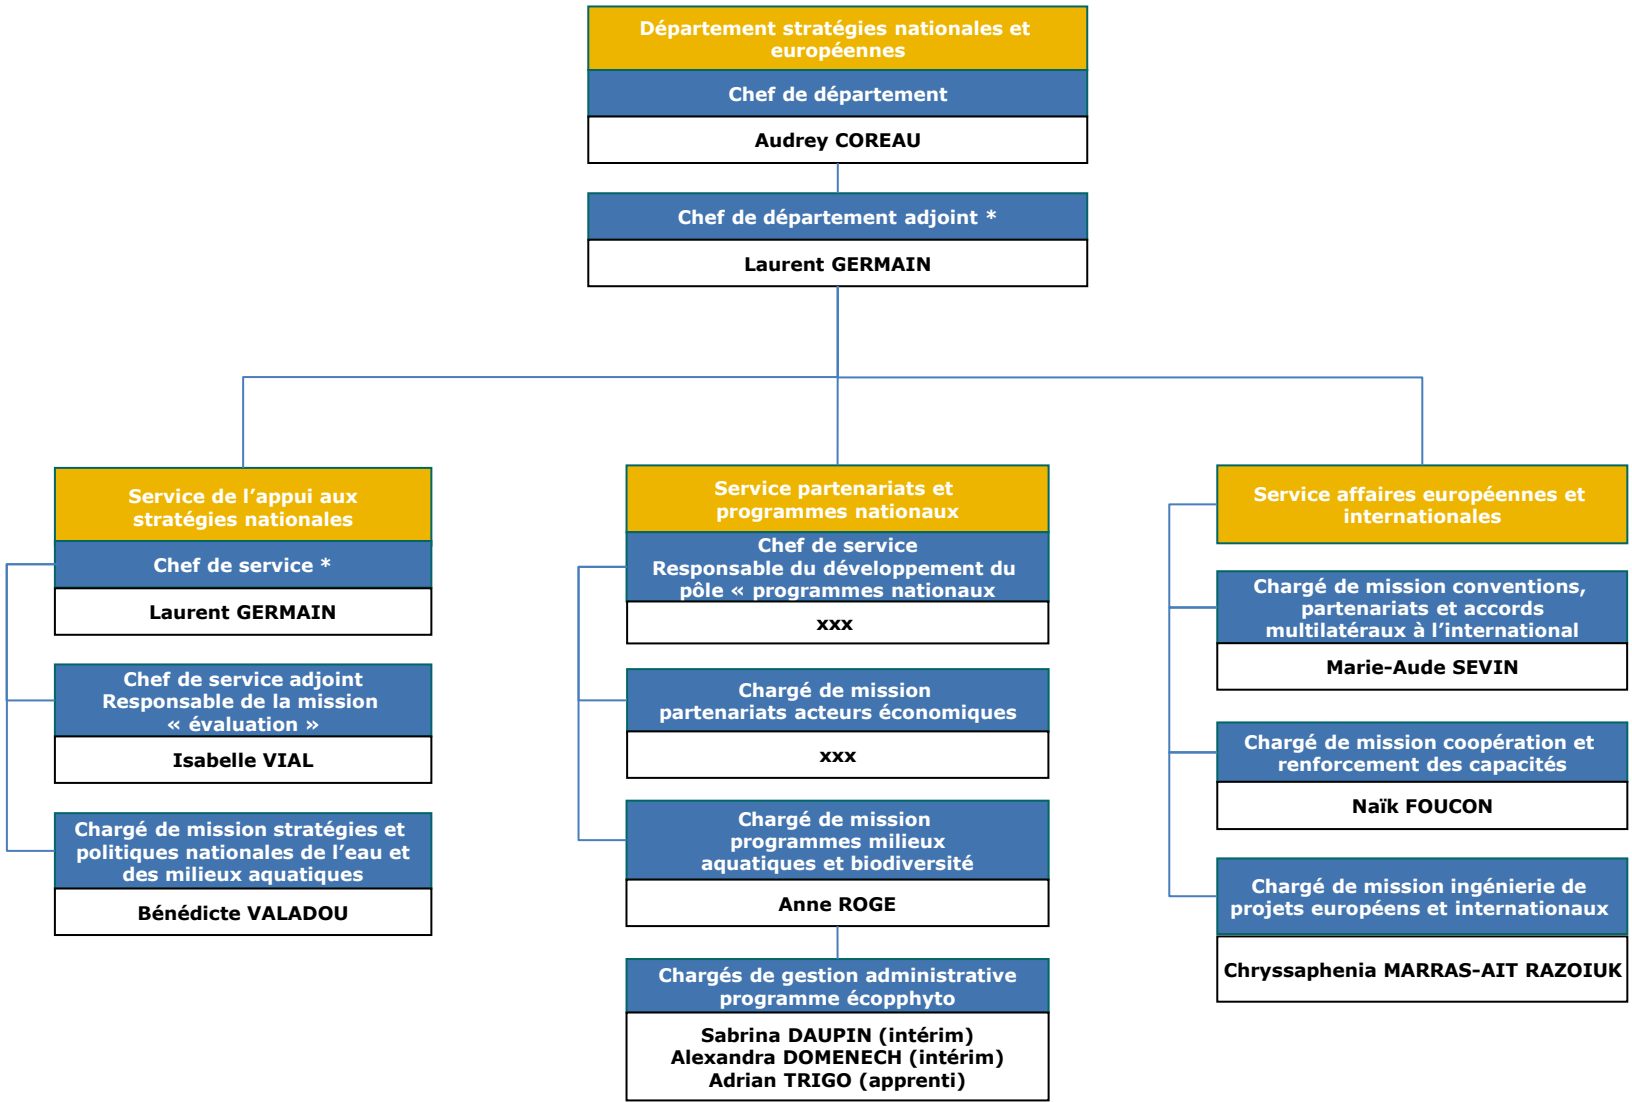 Département stratégies nationales et
européennes
Chef de département
Audrey COREAU
Chef de département adjoint *
Laurent GERMAIN
Service de l'appui aux
stratégies nationales
Chef de service *
Laurent GERMAIN
Chef de service adjoint
Responsable de la mission
« évaluation »
Isabelle VIAL
Chargé de mission stratégies et
politiques nationales de l'eau et
des milieux aquatiques
Bénédicte VALADOU
Service partenariats et
programmes nationaux
Chef de service
Responsable du développement du
pôle « programmes nationaux
xxx
Chargé de mission
partenariats acteurs économiques
xxx
Chargé de mission
programmes milieux
aquatiques et biodiversité
Anne ROGE
Chargés de gestion administrative
programme écopphyto
Sabrina DAUPIN (intérim)
Alexandra DOMENECH (intérim)
Adrian TRIGO (apprenti)
Service affaires européennes et
internationales
Chargé de mission conventions,
partenariats et accords
multilatéraux à l'international
Marie-Aude SEVIN
Chargé de mission coopération et
renforcement des capacités
Naïk FOUCON
Chargé de mission ingénierie de
projets européens et internationaux
Chryssaphenia MARRAS-AIT RAZOIUK